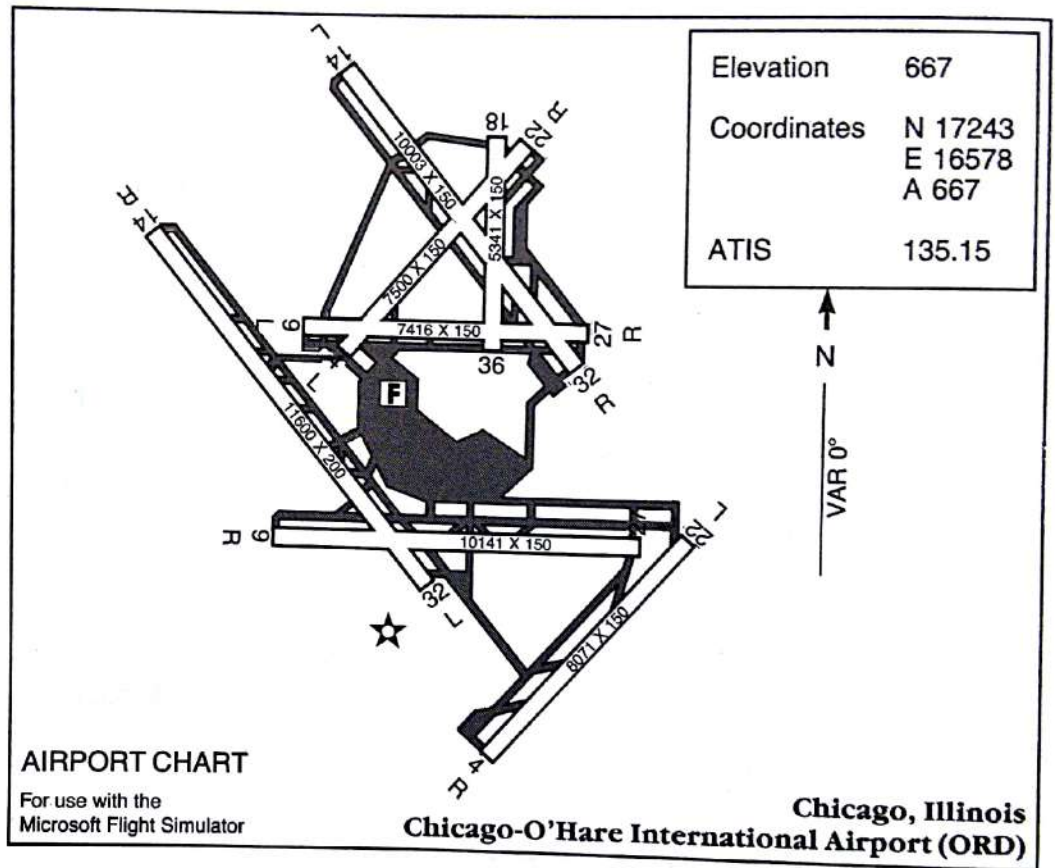 Elevation 667
Coordinates N 17243
E 16578
A 667
ATIS 135.15
N
VAR 0°
L
14
10003 X 150
18
22
R
5341 X 150
7500 X 150
R
14
L
9
7416 X 150
27
R
36
L
F
32
R
11600 X 200
R
9
10141 X 150
22
L
32
L
8071 X 150
4
R
AIRPORT CHART
For use with the
Microsoft Flight Simulator
Chicago, Illinois
Chicago-O'Hare International Airport (ORD)